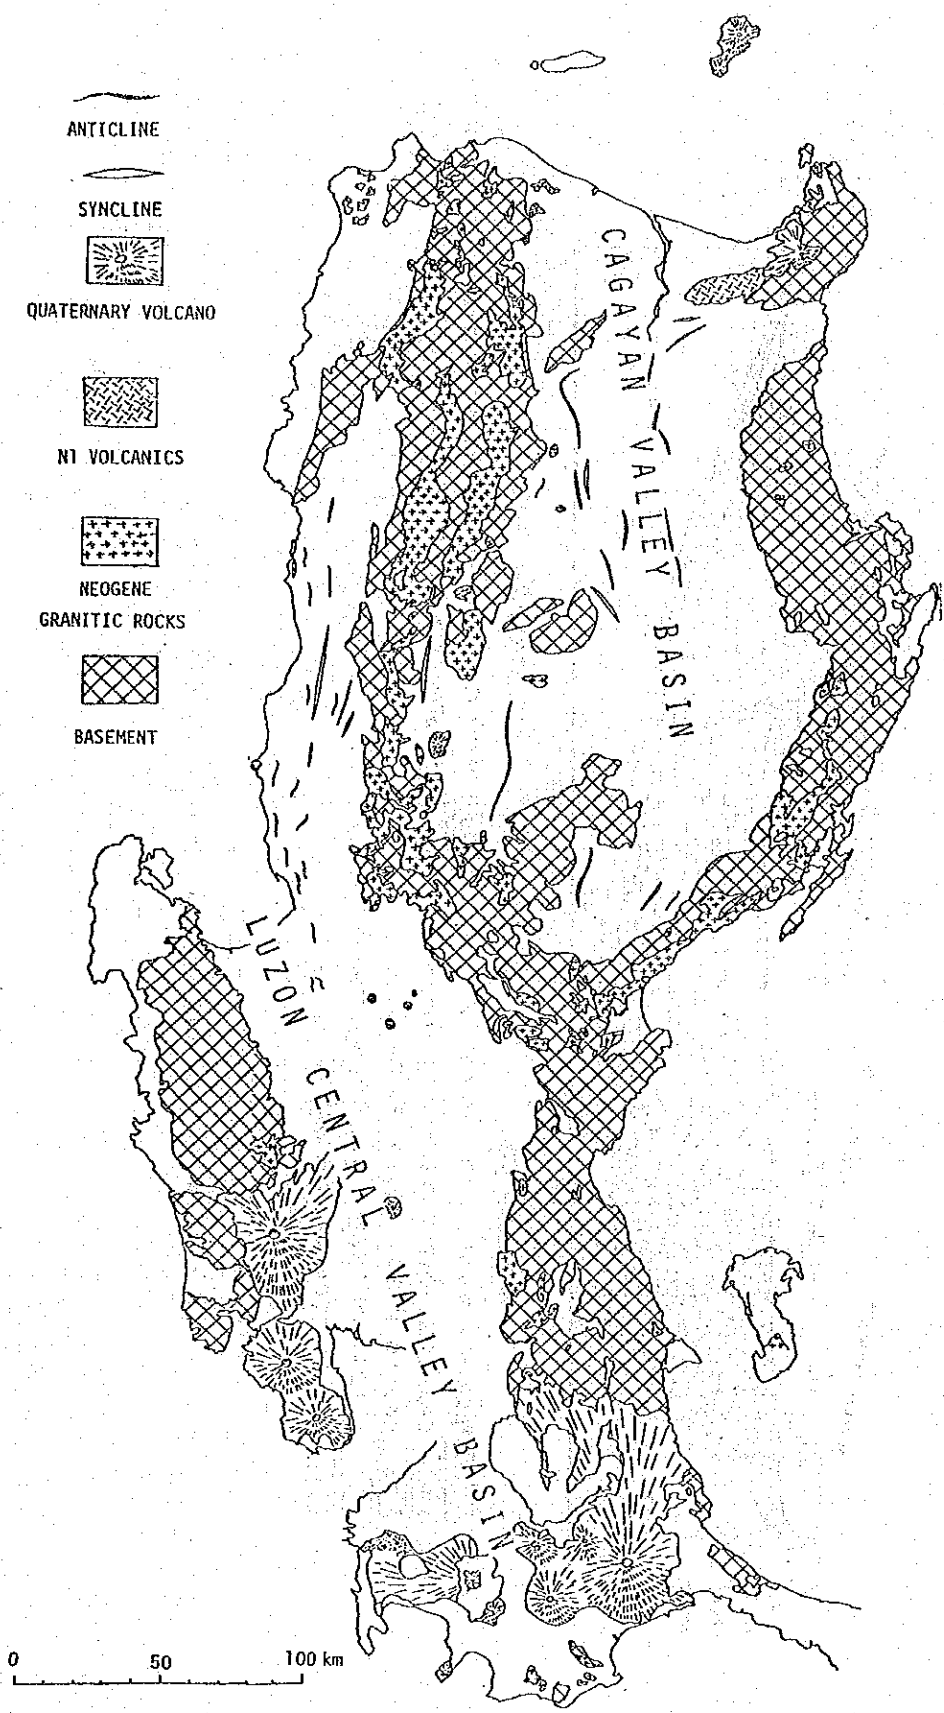 ANTICLINE
SYNCLINE
QUATERNARY VOLCANO
N1 VOLCANICS
NEOGENE
GRANITIC ROCKS
BASEMENT
CAGAYAN VALLEY BASIN
LUZON CENTRAL VALLEY BASIN
0 50 100 km